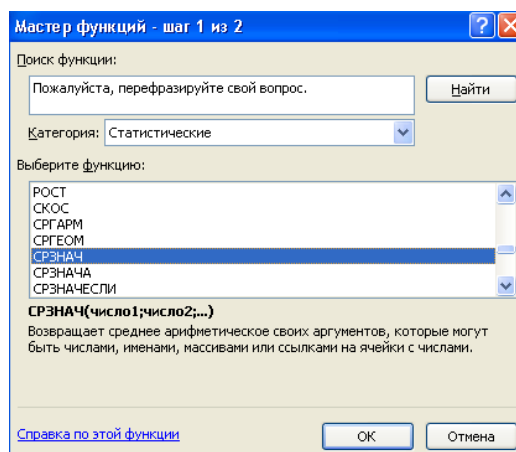 Мастер функций - шаг 1 из 2
Поиск функции:
Пожалуйста, перефразируйте свой вопрос.
Найти
Категория: Статистические
Выберите функцию:
РОСТ
СКОС
СРГАРМ
СРГЕОМ
СРЗНАЧ
СРЗНАЧА
СРЗНАЧЕСЛИ
СРЗНАЧ(число1;число2;...)
Возвращает среднее арифметическое своих аргументов, которые могут
быть числами, именами, массивами или ссылками на ячейки с числами.
Справка по этой функции
ОК
Отмена